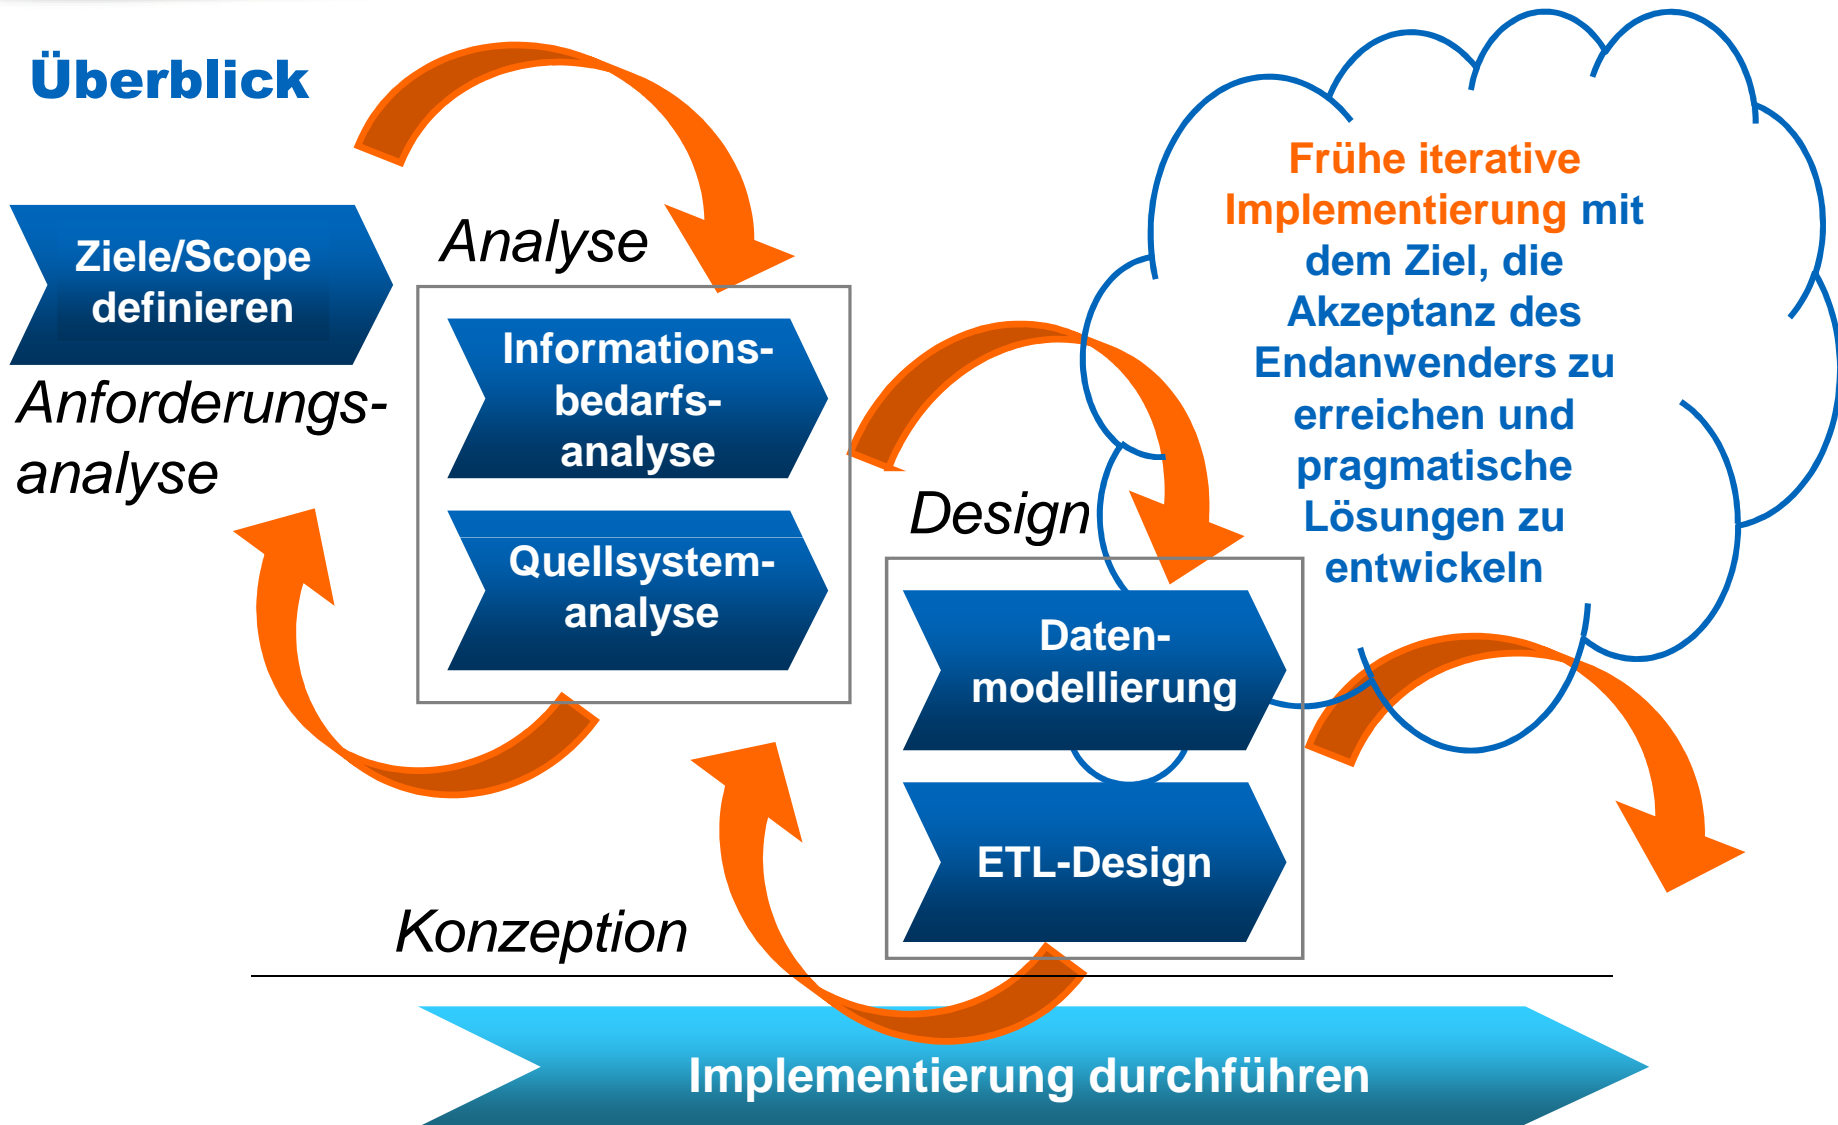 Überblick
Ziele/Scope
definieren
Anforderungs-
analyse
Analyse
Informations-
bedarfs-
analyse
Quellsystem-
analyse
Design
Daten-
modellierung
ETL-Design
Frühe iterative
Implementierung mit
dem Ziel, die
Akzeptanz des
Endanwenders zu
erreichen und
pragmatische
Lösungen zu
entwickeln
Konzeption
Implementierung durchführen